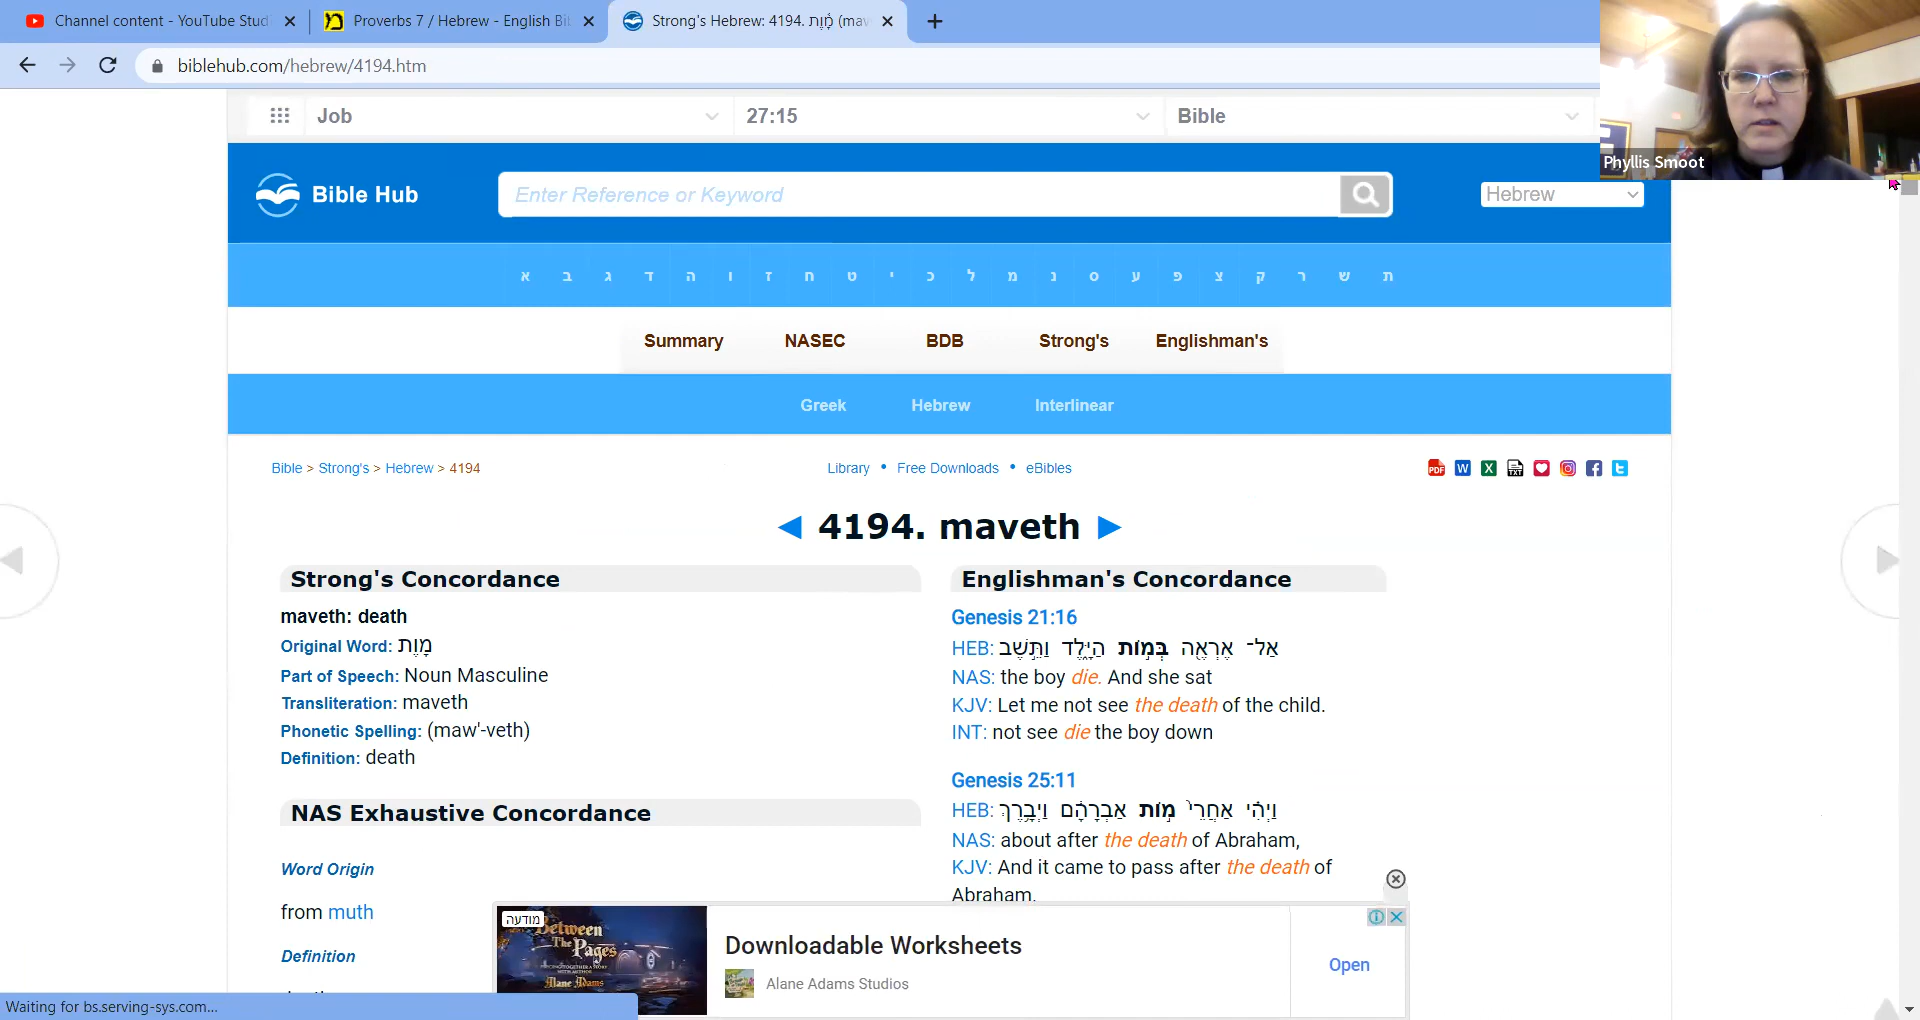 Channel content - YouTube Stud
Proverbs 7 / Hebrew - English Bi
Strong's Hebrew: 4194. מָ֫וֶת (mav
biblehub.com/hebrew/4194.htm
Job
27:15
Bible
Phyllis Smoot
Bible Hub
Enter Reference or Keyword
Hebrew
א ב ג ד ה ו ז ח ט י כ ל מ נ ס ע פ צ ק ר ש ת
Summary NASEC BDB Strong's Englishman's
Greek Hebrew Interlinear
Bible > Strong's > Hebrew > 4194
Library • Free Downloads • eBibles
◄ 4194. maveth ►
Strong's Concordance
maveth: death
Original Word: מָוֶת
Part of Speech: Noun Masculine
Transliteration: maveth
Phonetic Spelling: (maw'-veth)
Definition: death
NAS Exhaustive Concordance
Word Origin
from muth
Definition
Englishman's Concordance
Genesis 21:16
HEB: אַל־ אֶרְאֶ֖ה בְּמ֣וֹת הַיָּ֑לֶד וַתֵּ֣שֶׁב
NAS: the boy die. And she sat
KJV: Let me not see the death of the child.
INT: not see die the boy down
Genesis 25:11
HEB: וַיְהִ֗י אַחֲרֵי֙ מ֣וֹת אַבְרָהָ֔ם וַיְבָ֥רֶךְ
NAS: about after the death of Abraham,
KJV: And it came to pass after the death of
Abraham,
מודעה
Between
The Pages
Alane Adams
Downloadable Worksheets
Alane Adams Studios
Open
Waiting for bs.serving-sys.com...